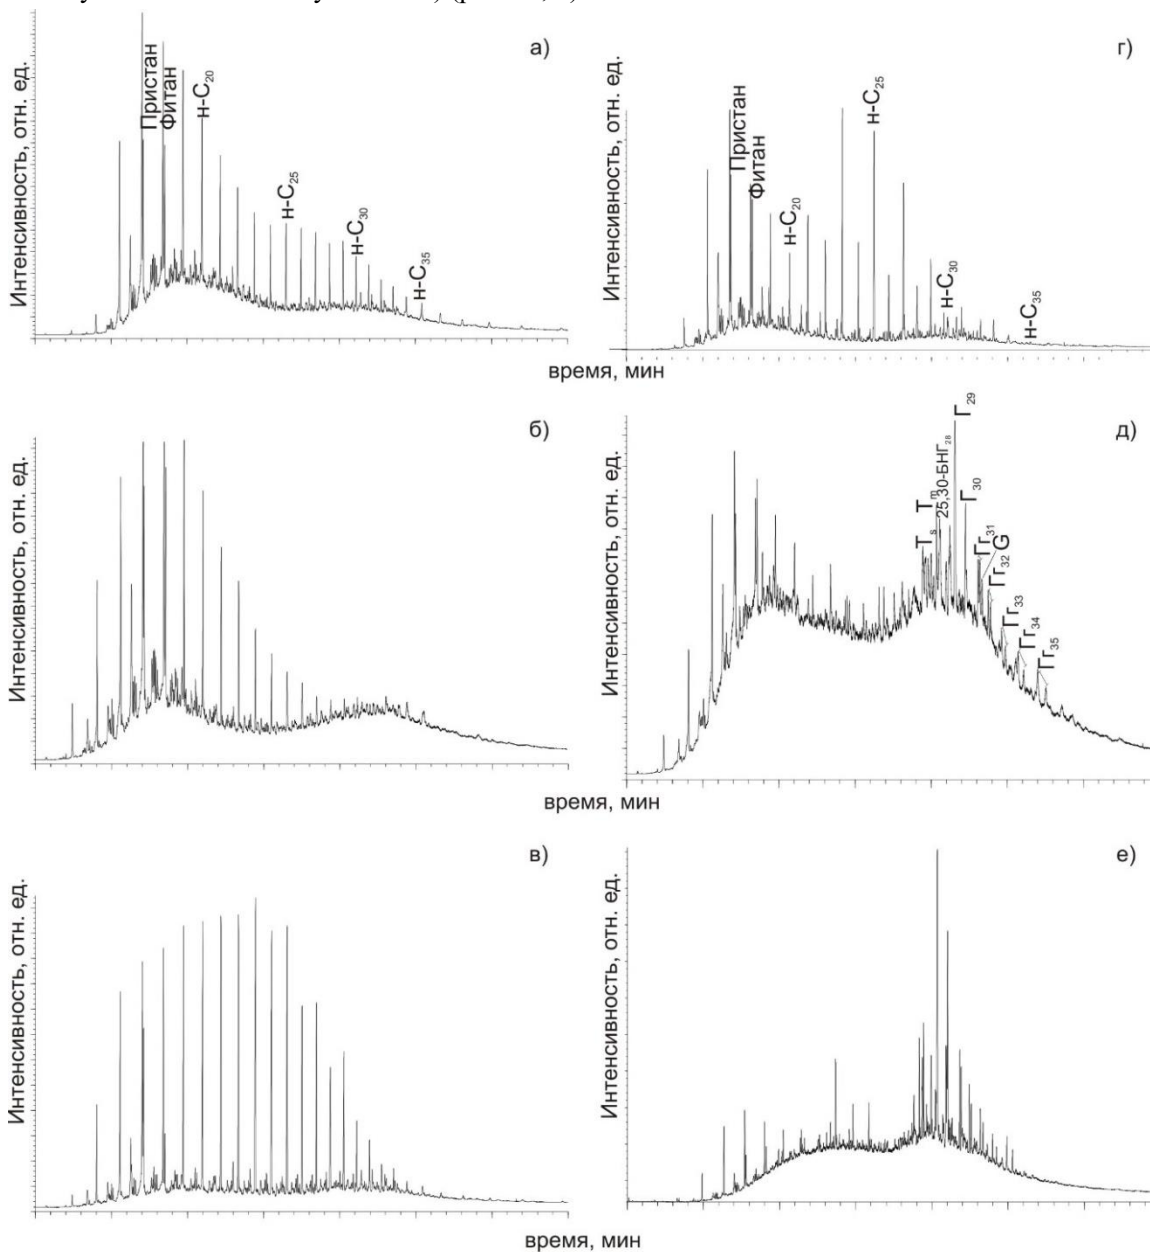 а)
Интенсивность, отн. ед.
Пристан
Фитан
н-C20
н-C25
н-C30
н-C35
г)
Интенсивность, отн. ед.
Пристан
Фитан
н-C20
н-C25
н-C30
н-C35
время, мин
б)
Интенсивность, отн. ед.
д)
Интенсивность, отн. ед.
Ts
Tm
25,30-БНГ28
Г29
Г30
Гг31
G
Гг32
Гг33
Гг34
Гг35
время, мин
в)
Интенсивность, отн. ед.
е)
Интенсивность, отн. ед.
время, мин